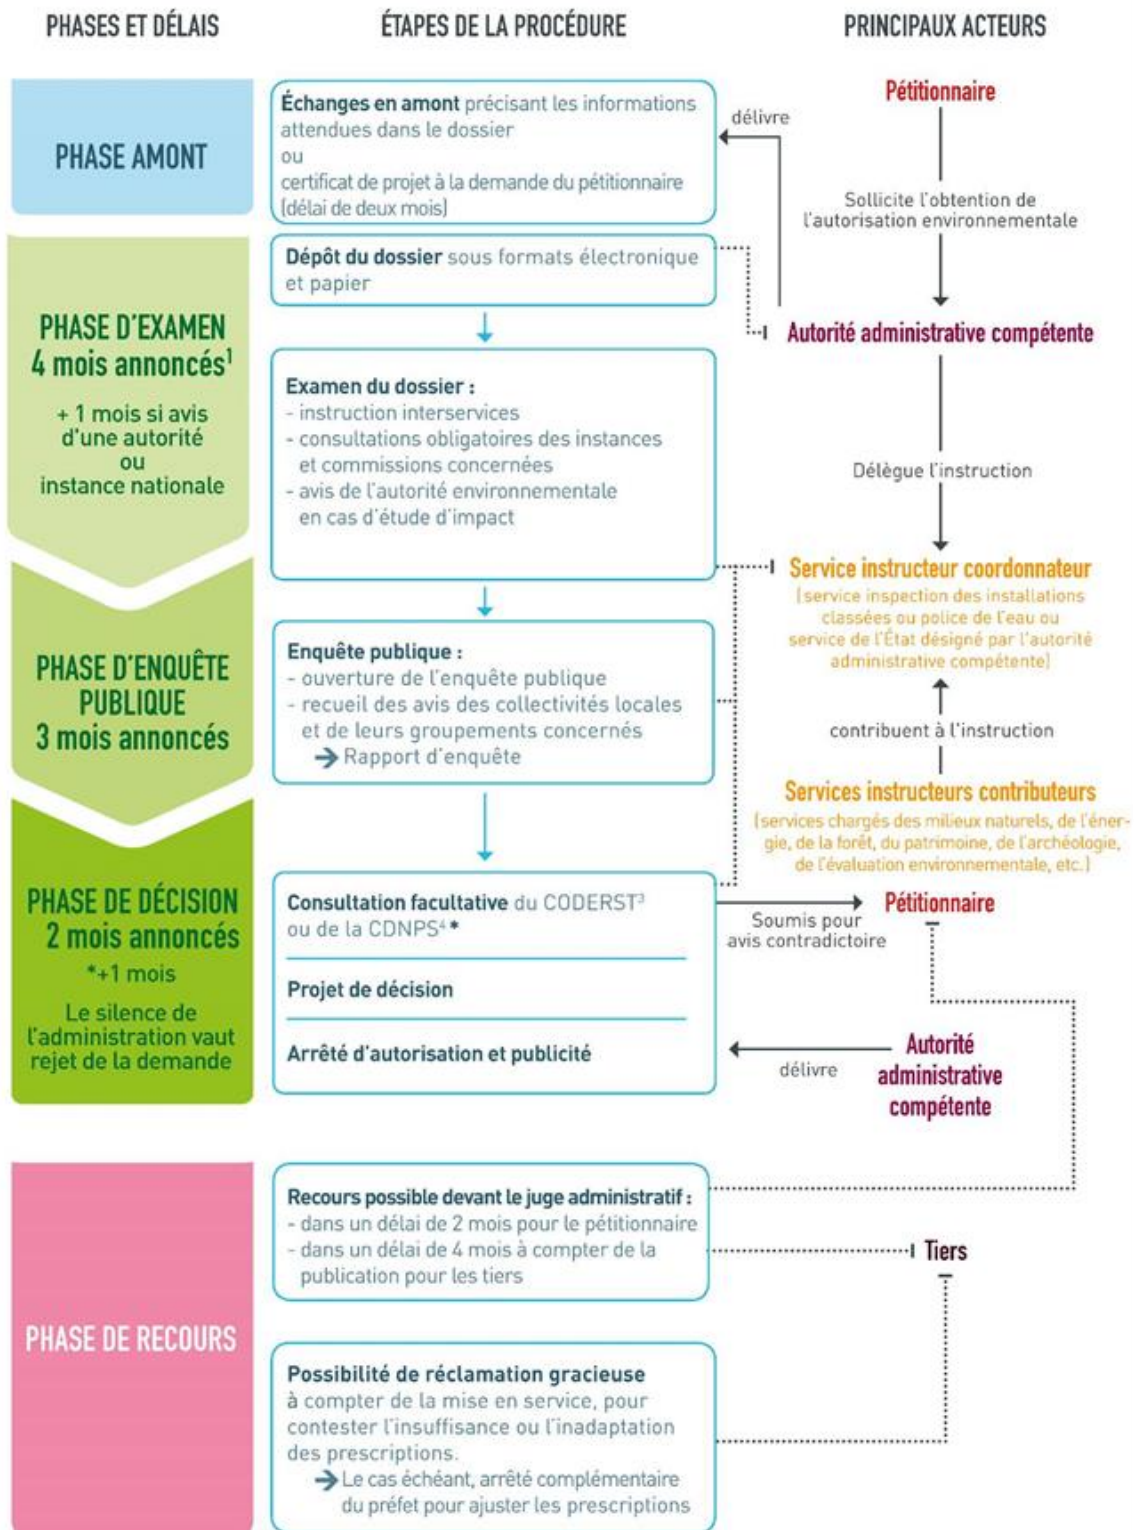 PHASES ET DÉLAIS
ÉTAPES DE LA PROCÉDURE
PRINCIPAUX ACTEURS
PHASE AMONT
Échanges en amont précisant les informations
attendues dans le dossier
ou
certificat de projet à la demande du pétitionnaire
(délai de deux mois)
délivre
Pétitionnaire
Sollicite l'obtention de
l'autorisation environnementale
PHASE D'EXAMEN
4 mois annoncés¹
+ 1 mois si avis
d'une autorité
ou
instance nationale
Dépôt du dossier sous formats électronique
et papier
Autorité administrative compétente
Examen du dossier :
- instruction interservices
- consultations obligatoires des instances
et commissions concernées
- avis de l'autorité environnementale
en cas d'étude d'impact
Délègue l'instruction
Service instructeur coordonnateur
(service inspection des installations
classées ou police de l'eau ou
service de l'État désigné par l'autorité
administrative compétente)
PHASE D'ENQUÊTE
PUBLIQUE
3 mois annoncés
Enquête publique :
- ouverture de l'enquête publique
- recueil des avis des collectivités locales
et de leurs groupements concernés
→ Rapport d'enquête
contribuent à l'instruction
Services instructeurs contributeurs
(services chargés des milieux naturels, de l'éner-
gie, de la forêt, du patrimoine, de l'archéologie,
de l'évaluation environnementale, etc.)
PHASE DE DÉCISION
2 mois annoncés
*+1 mois
Le silence de
l'administration vaut
rejet de la demande
Consultation facultative du CODERST³
ou de la CDNPS⁴ *
Projet de décision
Arrêté d'autorisation et publicité
Soumis pour
avis contradictoire
Pétitionnaire
délivre
Autorité
administrative
compétente
PHASE DE RECOURS
Recours possible devant le juge administratif :
- dans un délai de 2 mois pour le pétitionnaire
- dans un délai de 4 mois à compter de la
publication pour les tiers
Tiers
Possibilité de réclamation gracieuse
à compter de la mise en service, pour
contester l'insuffisance ou l'inadaptation
des prescriptions.
→ Le cas échéant, arrêté complémentaire
du préfet pour ajuster les prescriptions